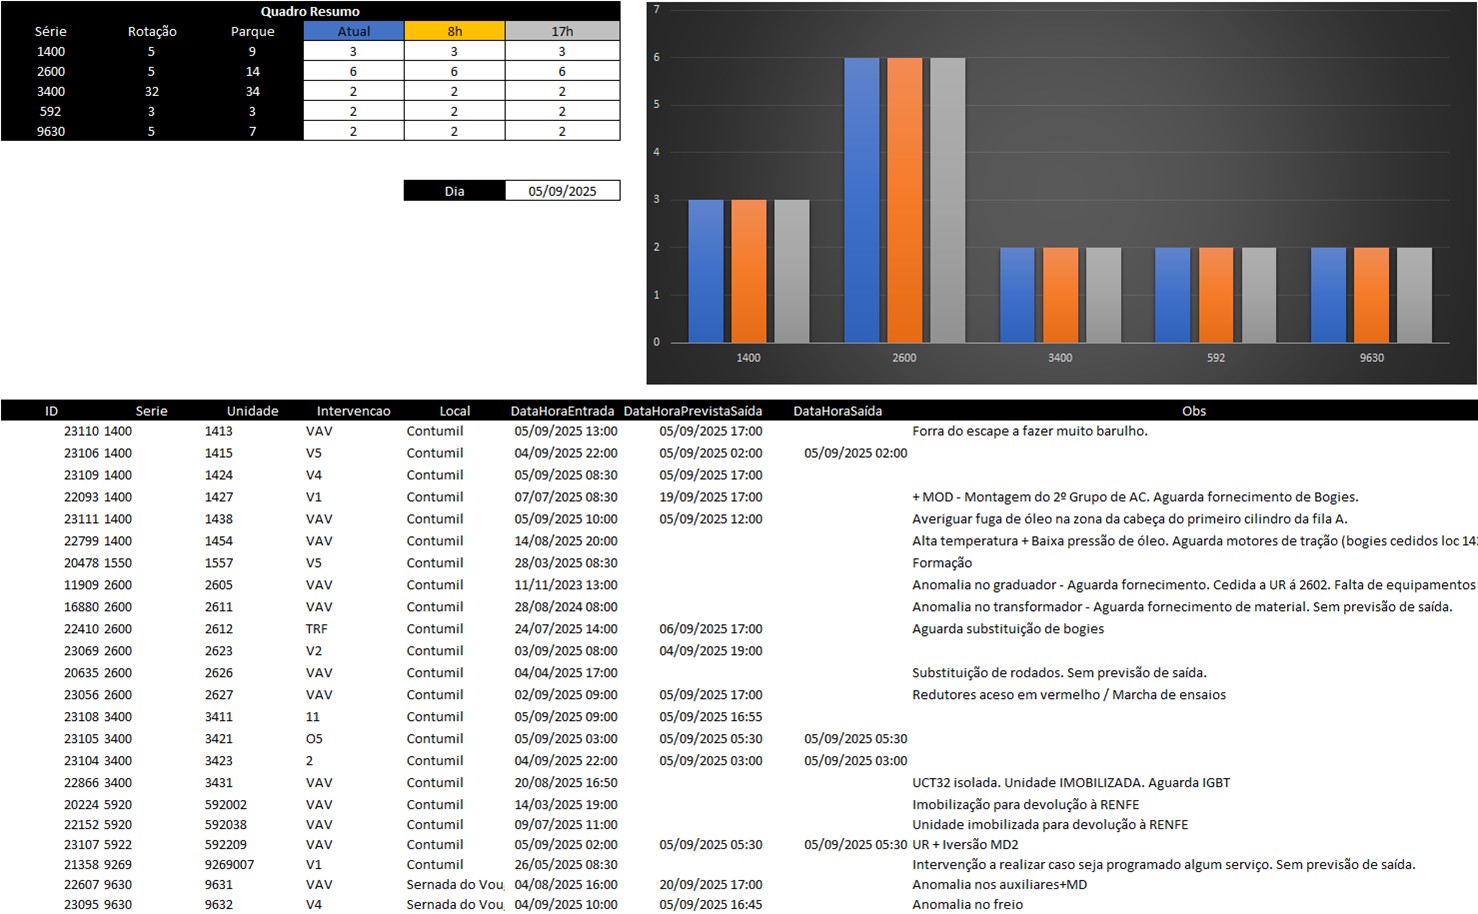 Quadro Resumo
Série Rotação Parque Atual 8h 17h
1400 5 9 3 3 3
2600 5 14 6 6 6
3400 32 34 2 2 2
592 3 3 2 2 2
9630 5 7 2 2 2
Dia 05/09/2025
7
6
5
4
3
2
1
0
1400 2600 3400 592 9630
ID Serie Unidade Intervencao Local DataHoraEntrada DataHoraPrevistaSaída DataHoraSaída Obs
23110 1400 1413 VAV Contumil 05/09/2025 13:00 05/09/2025 17:00 Forra do escape a fazer muito barulho.
23106 1400 1415 V5 Contumil 04/09/2025 22:00 05/09/2025 02:00 05/09/2025 02:00
23109 1400 1424 V4 Contumil 05/09/2025 08:30 05/09/2025 17:00
22093 1400 1427 V1 Contumil 07/07/2025 08:30 19/09/2025 17:00 + MOD - Montagem do 2º Grupo de AC. Aguarda fornecimento de Bogies.
23111 1400 1438 VAV Contumil 05/09/2025 10:00 05/09/2025 12:00 Averiguar fuga de óleo na zona da cabeça do primeiro cilindro da fila A.
22799 1400 1454 VAV Contumil 14/08/2025 20:00 Alta temperatura + Baixa pressão de óleo. Aguarda motores de tração (bogies cedidos loc
20478 1550 1557 V5 Contumil 28/03/2025 08:30 Formação
11909 2600 2605 VAV Contumil 11/11/2023 13:00 Anomalia no graduador - Aguarda fornecimento. Cedida a UR á 2602. Falta de equipamentos
16880 2600 2611 VAV Contumil 28/08/2024 08:00 Anomalia no transformador - Aguarda fornecimento de material. Sem previsão de saída.
22410 2600 2612 TRF Contumil 24/07/2025 14:00 06/09/2025 17:00 Aguarda substituição de bogies
23069 2600 2623 V2 Contumil 03/09/2025 08:00 04/09/2025 19:00
20635 2600 2626 VAV Contumil 04/04/2025 17:00 Substituição de rodados. Sem previsão de saída.
23056 2600 2627 VAV Contumil 02/09/2025 09:00 05/09/2025 17:00 Redutores aceso em vermelho / Marcha de ensaios
23108 3400 3411 11 Contumil 05/09/2025 09:00 05/09/2025 16:55
23105 3400 3421 O5 Contumil 05/09/2025 03:00 05/09/2025 05:30 05/09/2025 05:30
23104 3400 3423 2 Contumil 04/09/2025 22:00 05/09/2025 03:00 05/09/2025 03:00
22866 3400 3431 VAV Contumil 20/08/2025 16:50 UCT32 isolada. Unidade IMOBILIZADA. Aguarda IGBT
20224 5920 592002 VAV Contumil 14/03/2025 19:00 Imobilização para devolução à RENFE
22152 5920 592038 VAV Contumil 09/07/2025 11:00 Unidade imobilizada para devolução à RENFE
23107 5922 592209 VAV Contumil 05/09/2025 02:00 05/09/2025 05:30 05/09/2025 05:30 UR + Iversão MD2
21358 9269 9269007 V1 Contumil 26/05/2025 08:30 Intervenção a realizar caso seja programado algum serviço. Sem previsão de saída.
22607 9630 9631 VAV Sernada do Vou 04/08/2025 16:00 20/09/2025 17:00 Anomalia nos auxiliares+MD
23095 9630 9632 V4 Sernada do Vou 04/09/2025 10:00 05/09/2025 16:45 Anomalia no freio